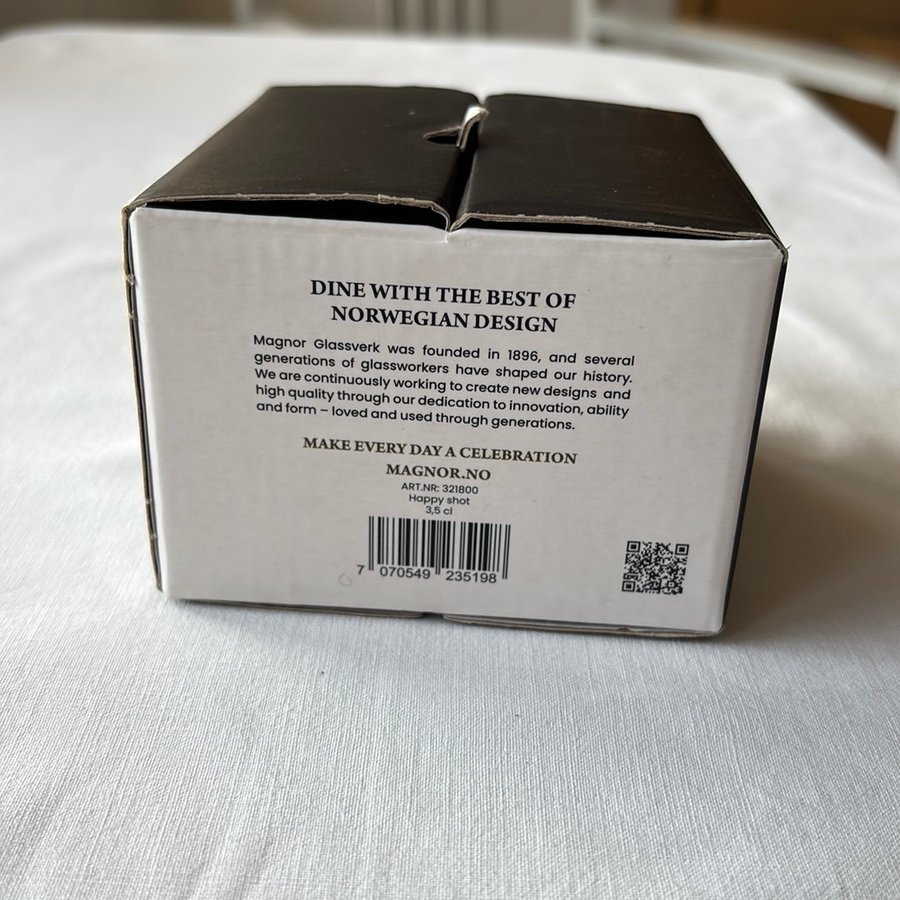 DINE WITH THE BEST OF
NORWEGIAN DESIGN
Magnor Glassverk was founded in 1896, and several
generations of glassworkers have shaped our history.
We are continuously working to create new designs and
high quality through our dedication to innovation, ability
and form – loved and used through generations.
MAKE EVERY DAY A CELEBRATION
MAGNOR.NO
ART.NR: 321800
Happy shot
3,5 cl
7 070549 235198